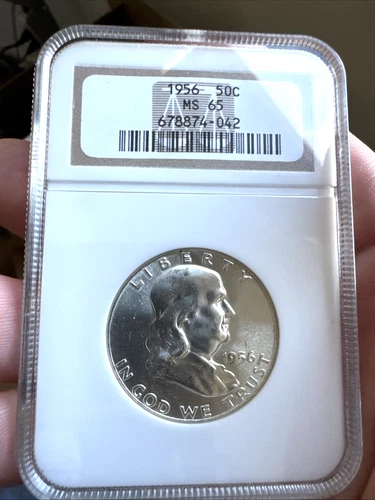 1956 50C
MS 65
678874-042
LIBERTY
1956
IN GOD WE TRUST